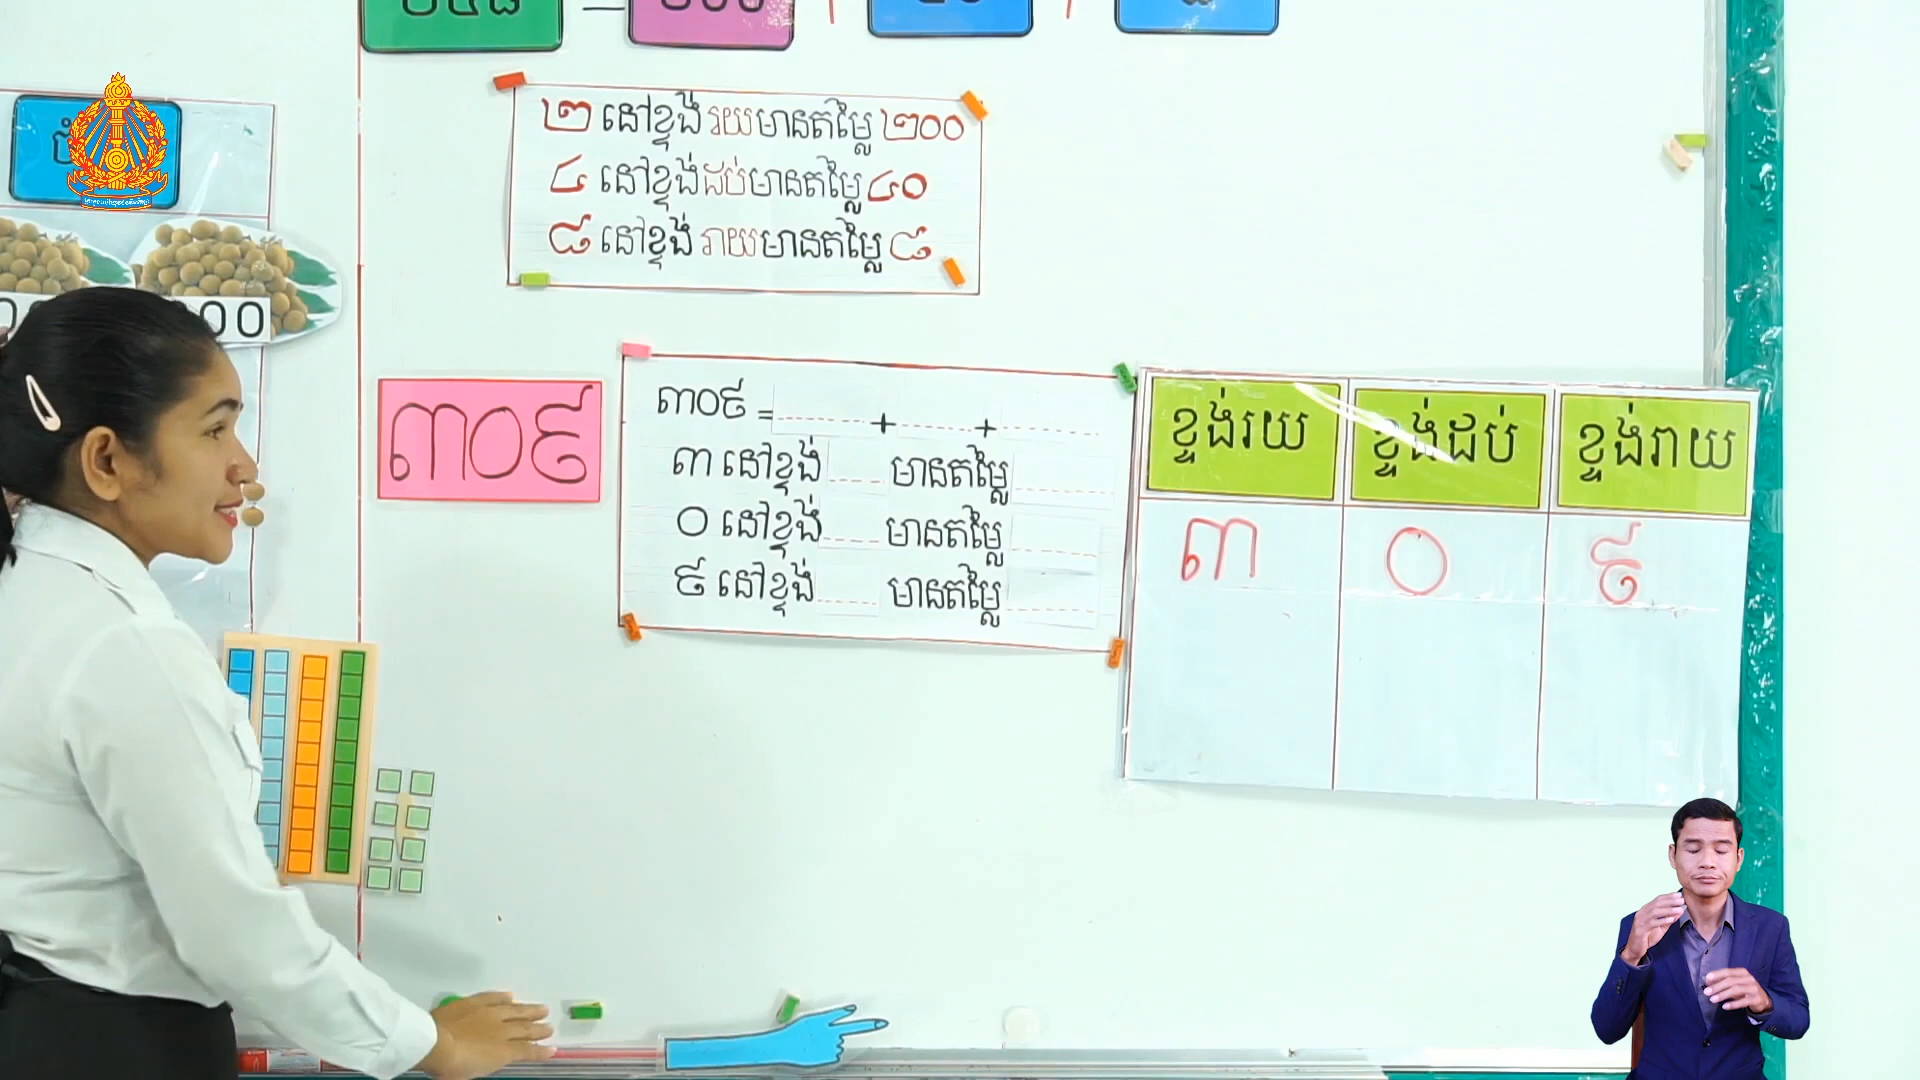 ២ នៅខ្ទង់ រយមានតម្លៃ ២០០
៤ នៅខ្ទង់ដប់មានតម្លៃ ៤០
៨ នៅខ្ទង់ រាយមានតម្លៃ ៨
០០
៣០៩
៣០៩ = ........ + ........ + ........
៣ នៅខ្ទង់ ..... មានតម្លៃ ........
០ នៅខ្ទង់ ..... មានតម្លៃ ........
៩ នៅខ្ទង់ ..... មានតម្លៃ ........
ខ្ទង់រយ ខ្ទង់ដប់ ខ្ទង់រាយ
៣ ០ ៩